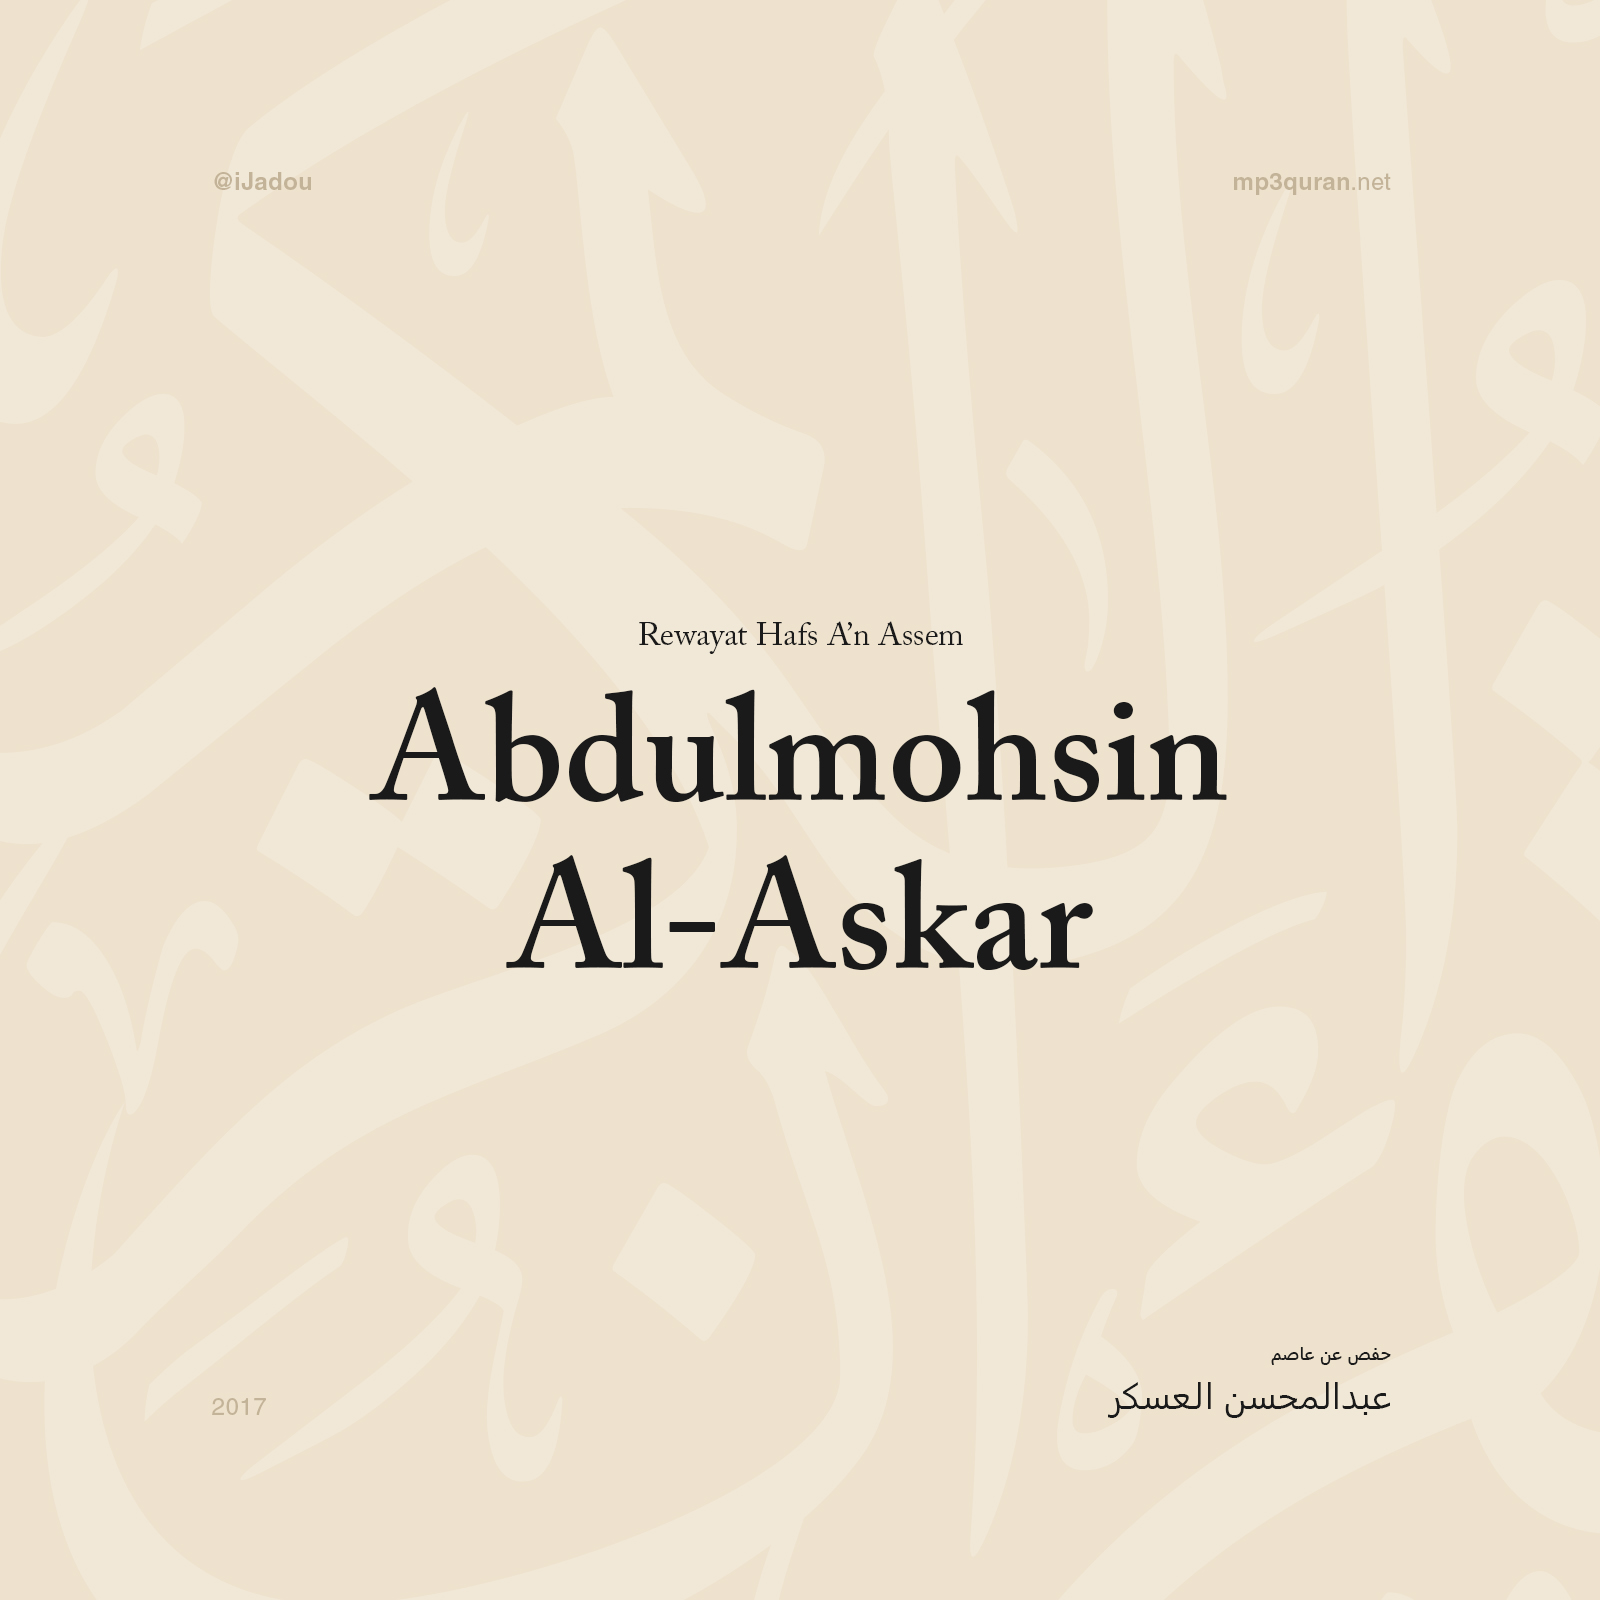 @iJadou
mp3quran.net
Rewayat Hafs A’n Assem
Abdulmohsin
Al-Askar
حفص عن عاصم
عبدالمحسن العسكر
2017